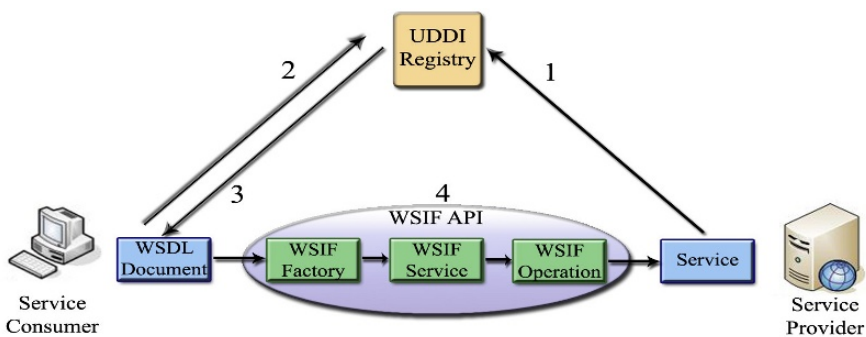 UDDI
Registry
2
1
3
4
WSIF API
WSDL
Document
WSIF
Factory
WSIF
Service
WSIF
Operation
Service
Service
Consumer
Service
Provider